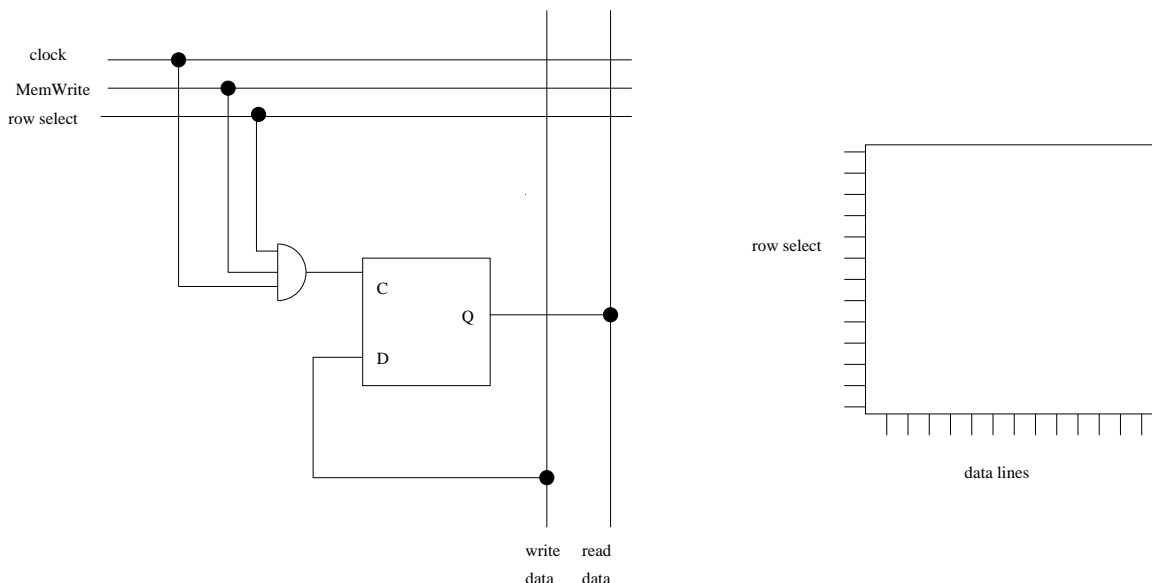 clock
MemWrite
row select
C
Q
D
write read
data data
row select
data lines